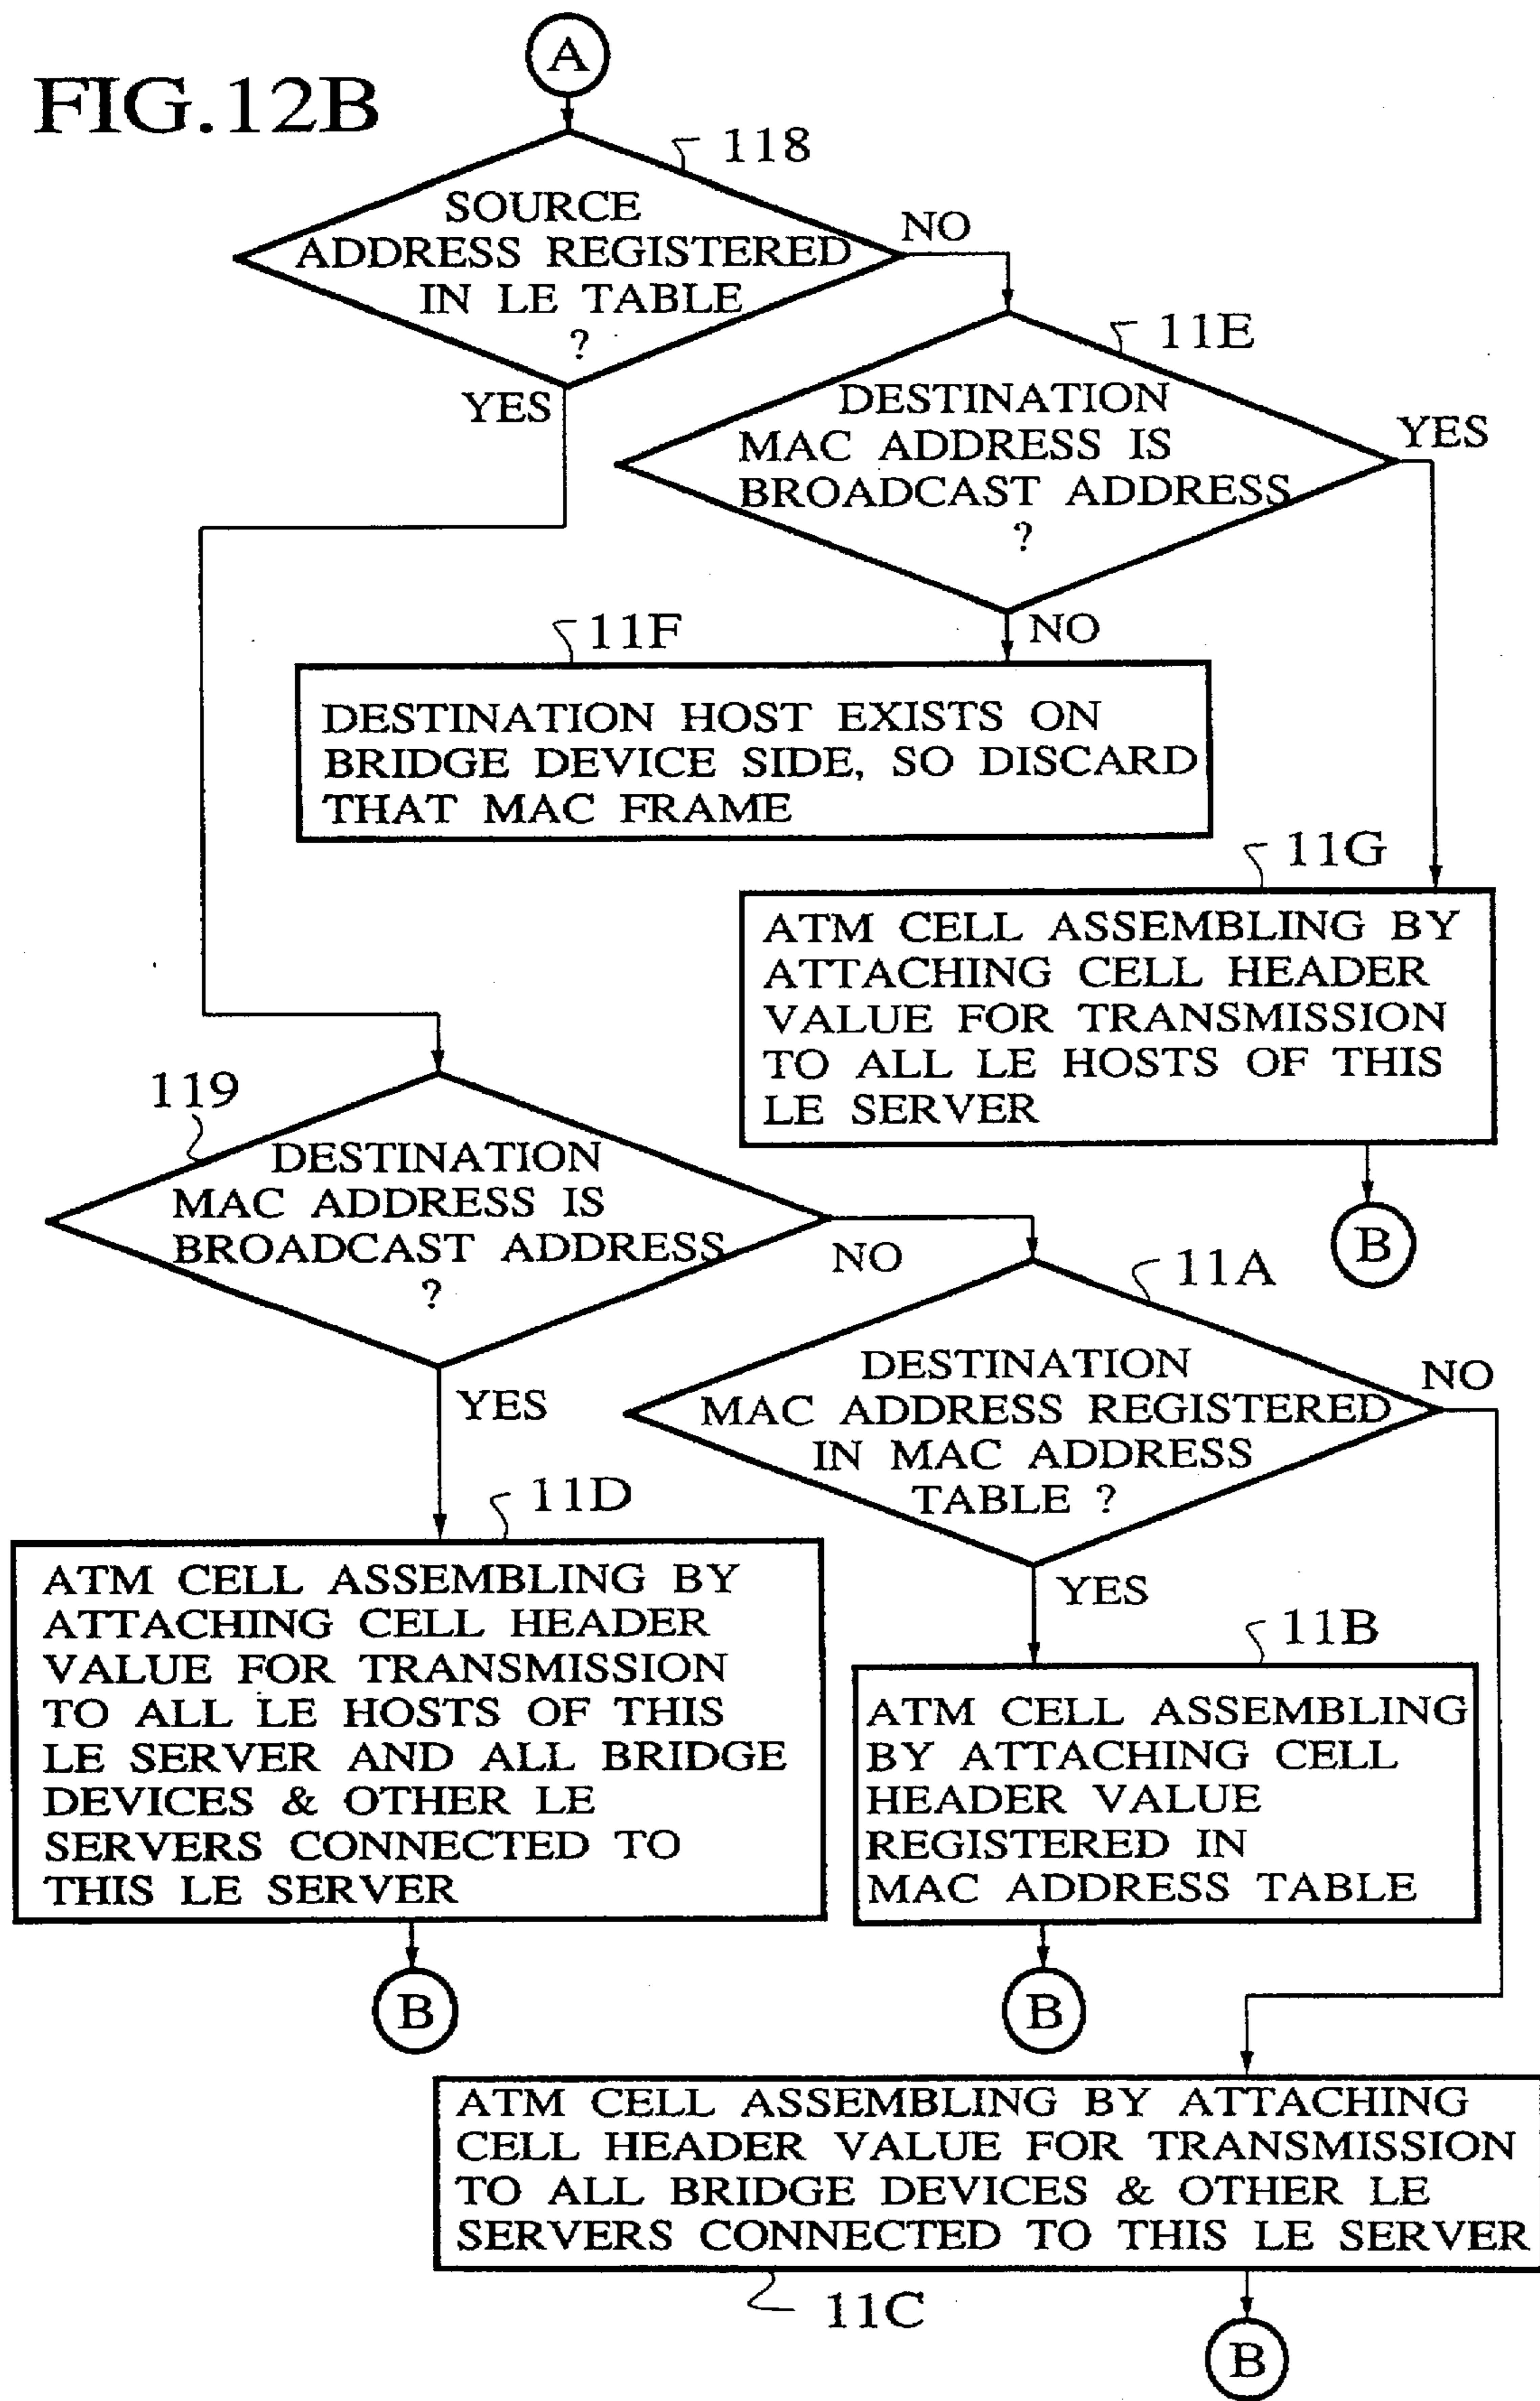 FIG.12B
A
118
SOURCE
ADDRESS REGISTERED
IN LE TABLE
?
NO
YES
11E
DESTINATION
MAC ADDRESS IS
BROADCAST ADDRESS
?
YES
NO
11F
DESTINATION HOST EXISTS ON
BRIDGE DEVICE SIDE, SO DISCARD
THAT MAC FRAME
11G
ATM CELL ASSEMBLING BY
ATTACHING CELL HEADER
VALUE FOR TRANSMISSION
TO ALL LE HOSTS OF THIS
LE SERVER
B
119
DESTINATION
MAC ADDRESS IS
BROADCAST ADDRESS
?
NO
YES
11A
DESTINATION
MAC ADDRESS REGISTERED
IN MAC ADDRESS
TABLE ?
NO
YES
11D
ATM CELL ASSEMBLING BY
ATTACHING CELL HEADER
VALUE FOR TRANSMISSION
TO ALL LE HOSTS OF THIS
LE SERVER AND ALL BRIDGE
DEVICES & OTHER LE
SERVERS CONNECTED TO
THIS LE SERVER
B
11B
ATM CELL ASSEMBLING
BY ATTACHING CELL
HEADER VALUE
REGISTERED IN
MAC ADDRESS TABLE
B
ATM CELL ASSEMBLING BY ATTACHING
CELL HEADER VALUE FOR TRANSMISSION
TO ALL BRIDGE DEVICES & OTHER LE
SERVERS CONNECTED TO THIS LE SERVER
11C
B